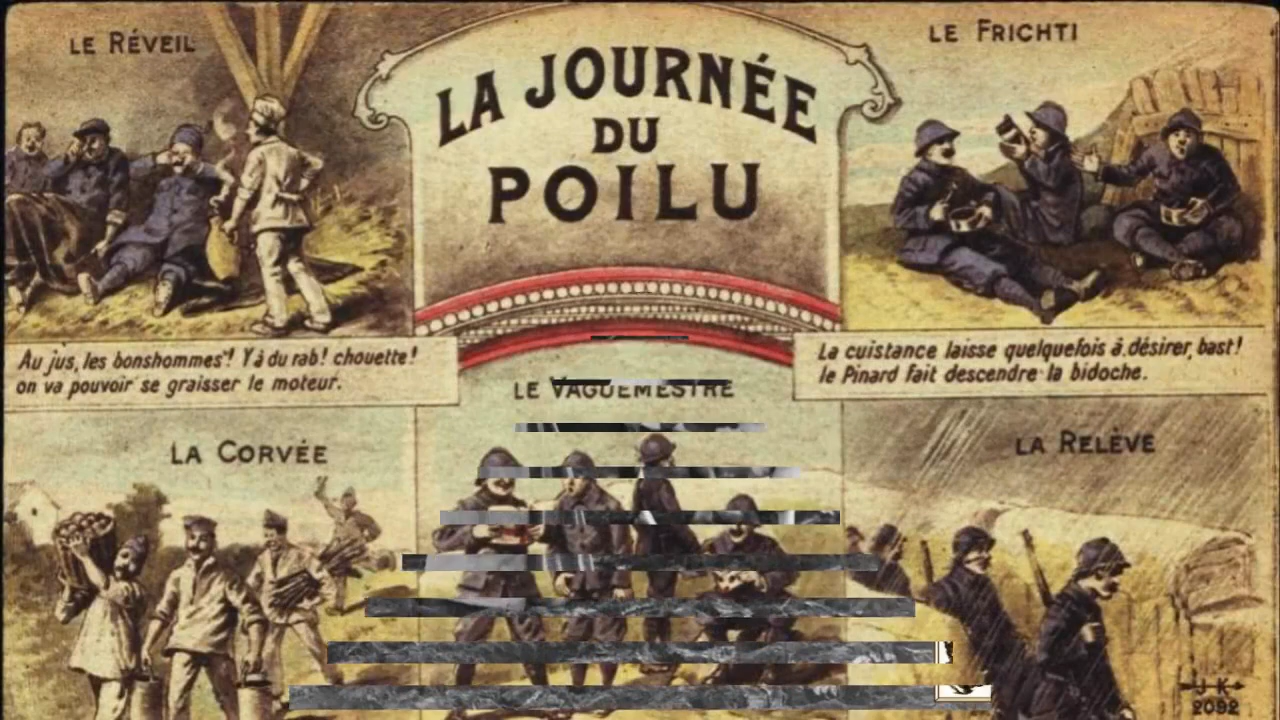 LE RÉVEIL
LA JOURNÉE
DU
POILU
LE FRICHTI
Au jus, les bonshommes! Y a du rab! chouette!
on va pouvoir se graisser le moteur.
La cuistance laisse quelquefois à désirer, bast!
le Pinard fait descendre la bidoche.
LE VAGUEMESTRE
LA CORVÉE
LA RELÈVE
J K
2092